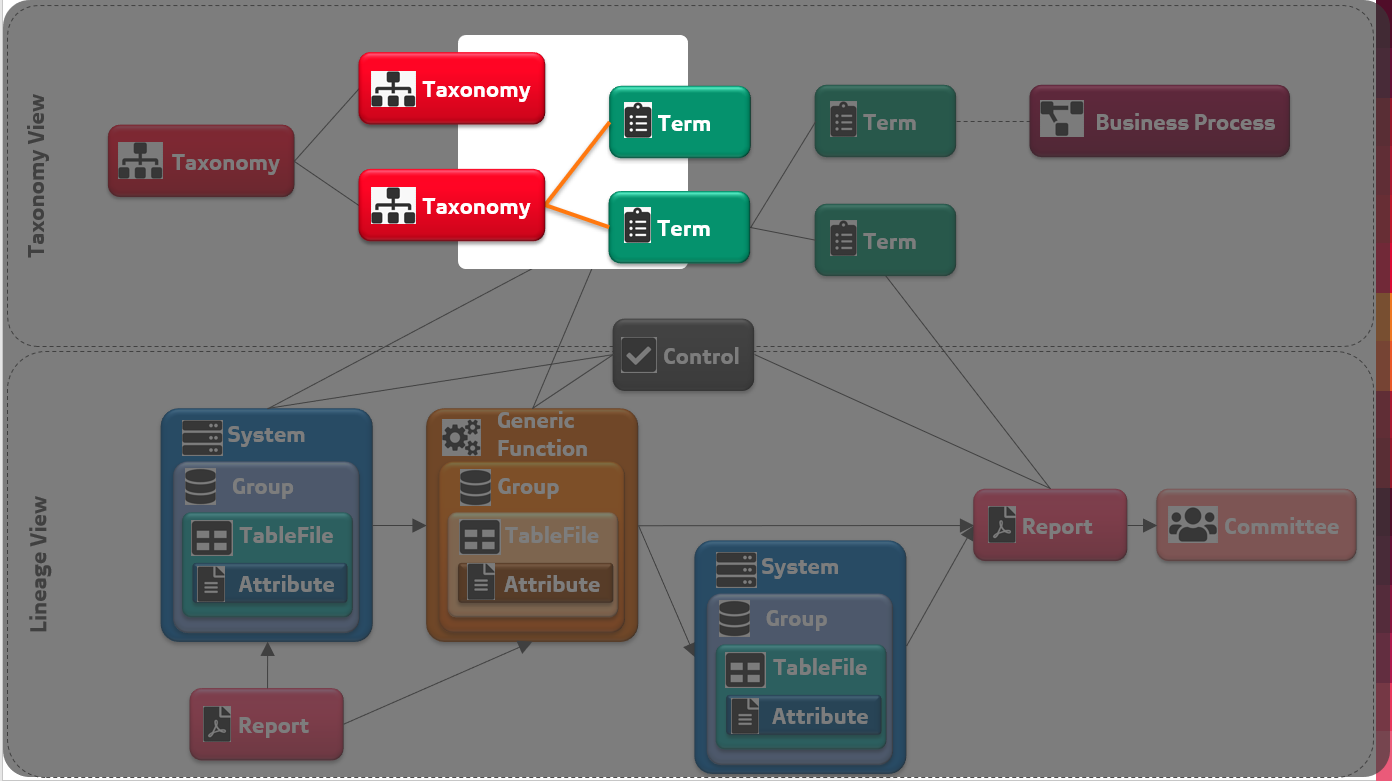 Taxonomy View
Taxonomy
Taxonomy
Taxonomy
Term
Term
Term
Term
Business Process
Control
Lineage View
System
Group
TableFile
Attribute
Generic
Function
Group
TableFile
Attribute
System
Group
TableFile
Attribute
Report
Committee
Report